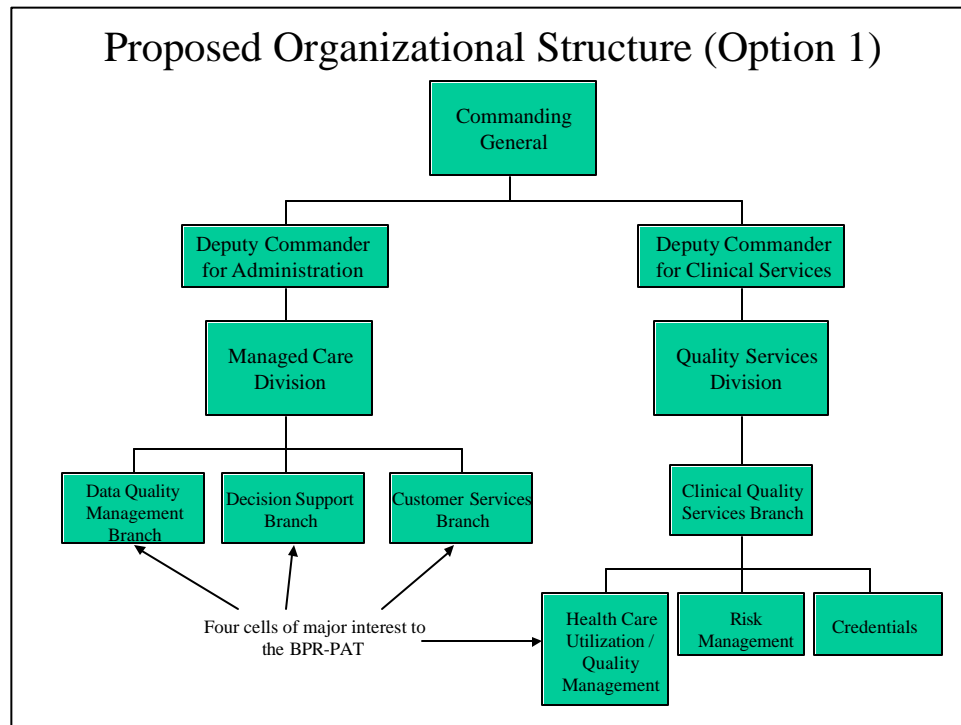 Proposed Organizational Structure (Option 1)
Commanding
General
Deputy Commander
for Administration
Deputy Commander
for Clinical Services
Managed Care
Division
Quality Services
Division
Data Quality
Management
Branch
Decision Support
Branch
Customer Services
Branch
Clinical Quality
Services Branch
Four cells of major interest to
the BPR-PAT
Health Care
Utilization /
Quality
Management
Risk
Management
Credentials